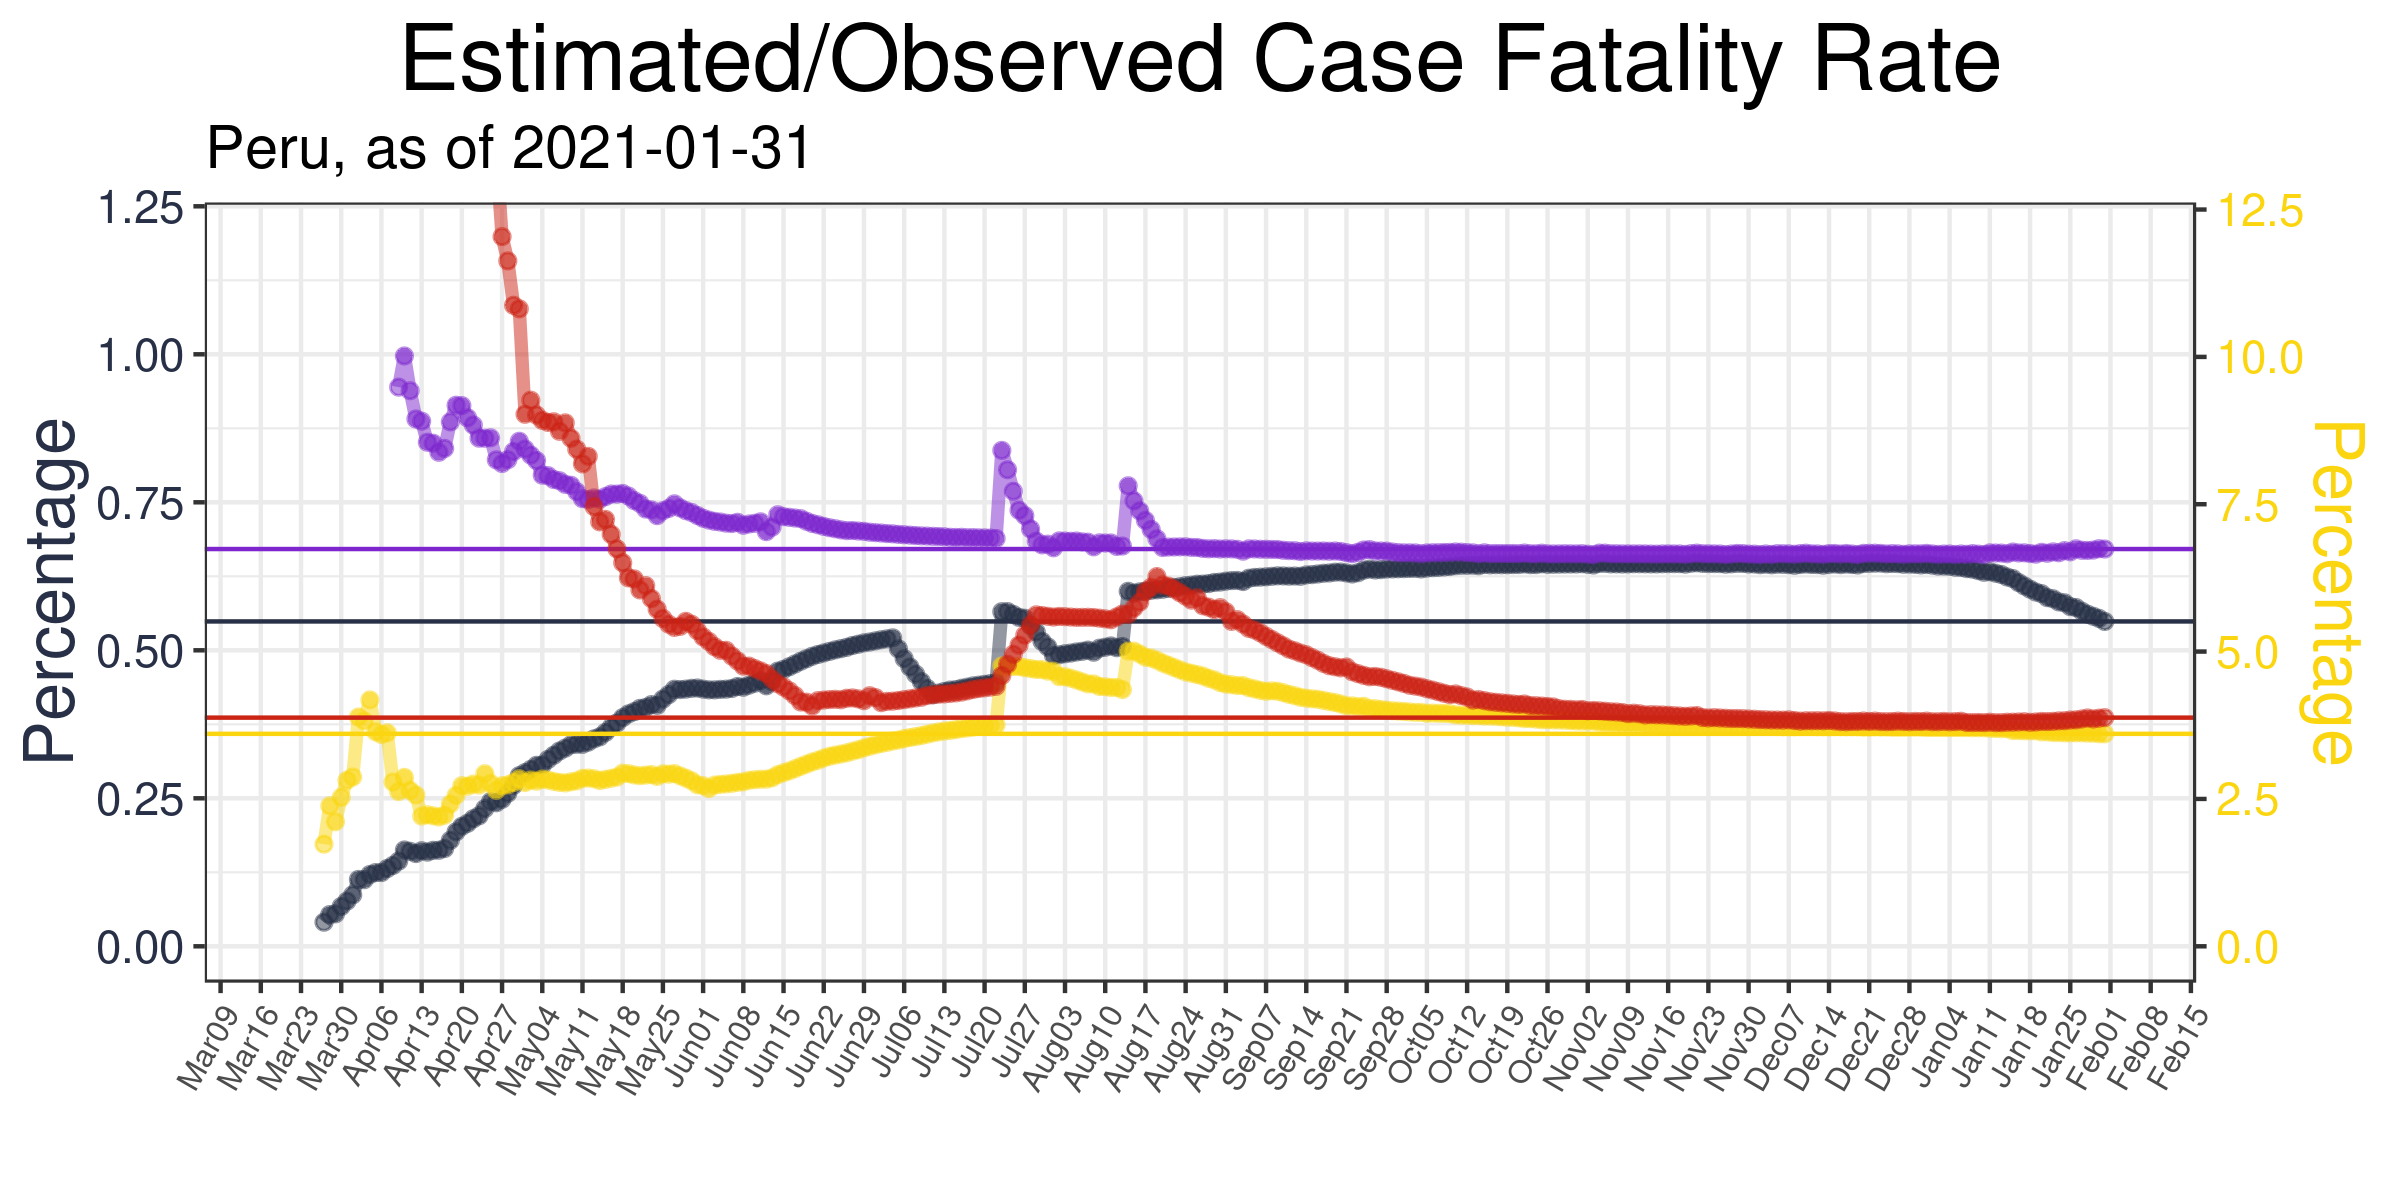 Estimated/Observed Case Fatality Rate
Peru, as of 2021-01-31
Percentage
1.25
1.00
0.75
0.50
0.25
0.00
12.5
10.0
7.5
5.0
2.5
0.0
Percentage
Mar09
Mar16
Mar23
Mar30
Apr06
Apr13
Apr20
Apr27
May04
May11
May18
May25
Jun01
Jun08
Jun15
Jun22
Jun29
Jul06
Jul13
Jul20
Jul27
Aug03
Aug10
Aug17
Aug24
Aug31
Sep07
Sep14
Sep21
Sep28
Oct05
Oct12
Oct19
Oct26
Nov02
Nov09
Nov16
Nov23
Nov30
Dec07
Dec14
Dec21
Dec28
Jan04
Jan11
Jan18
Jan25
Feb01
Feb08
Feb15